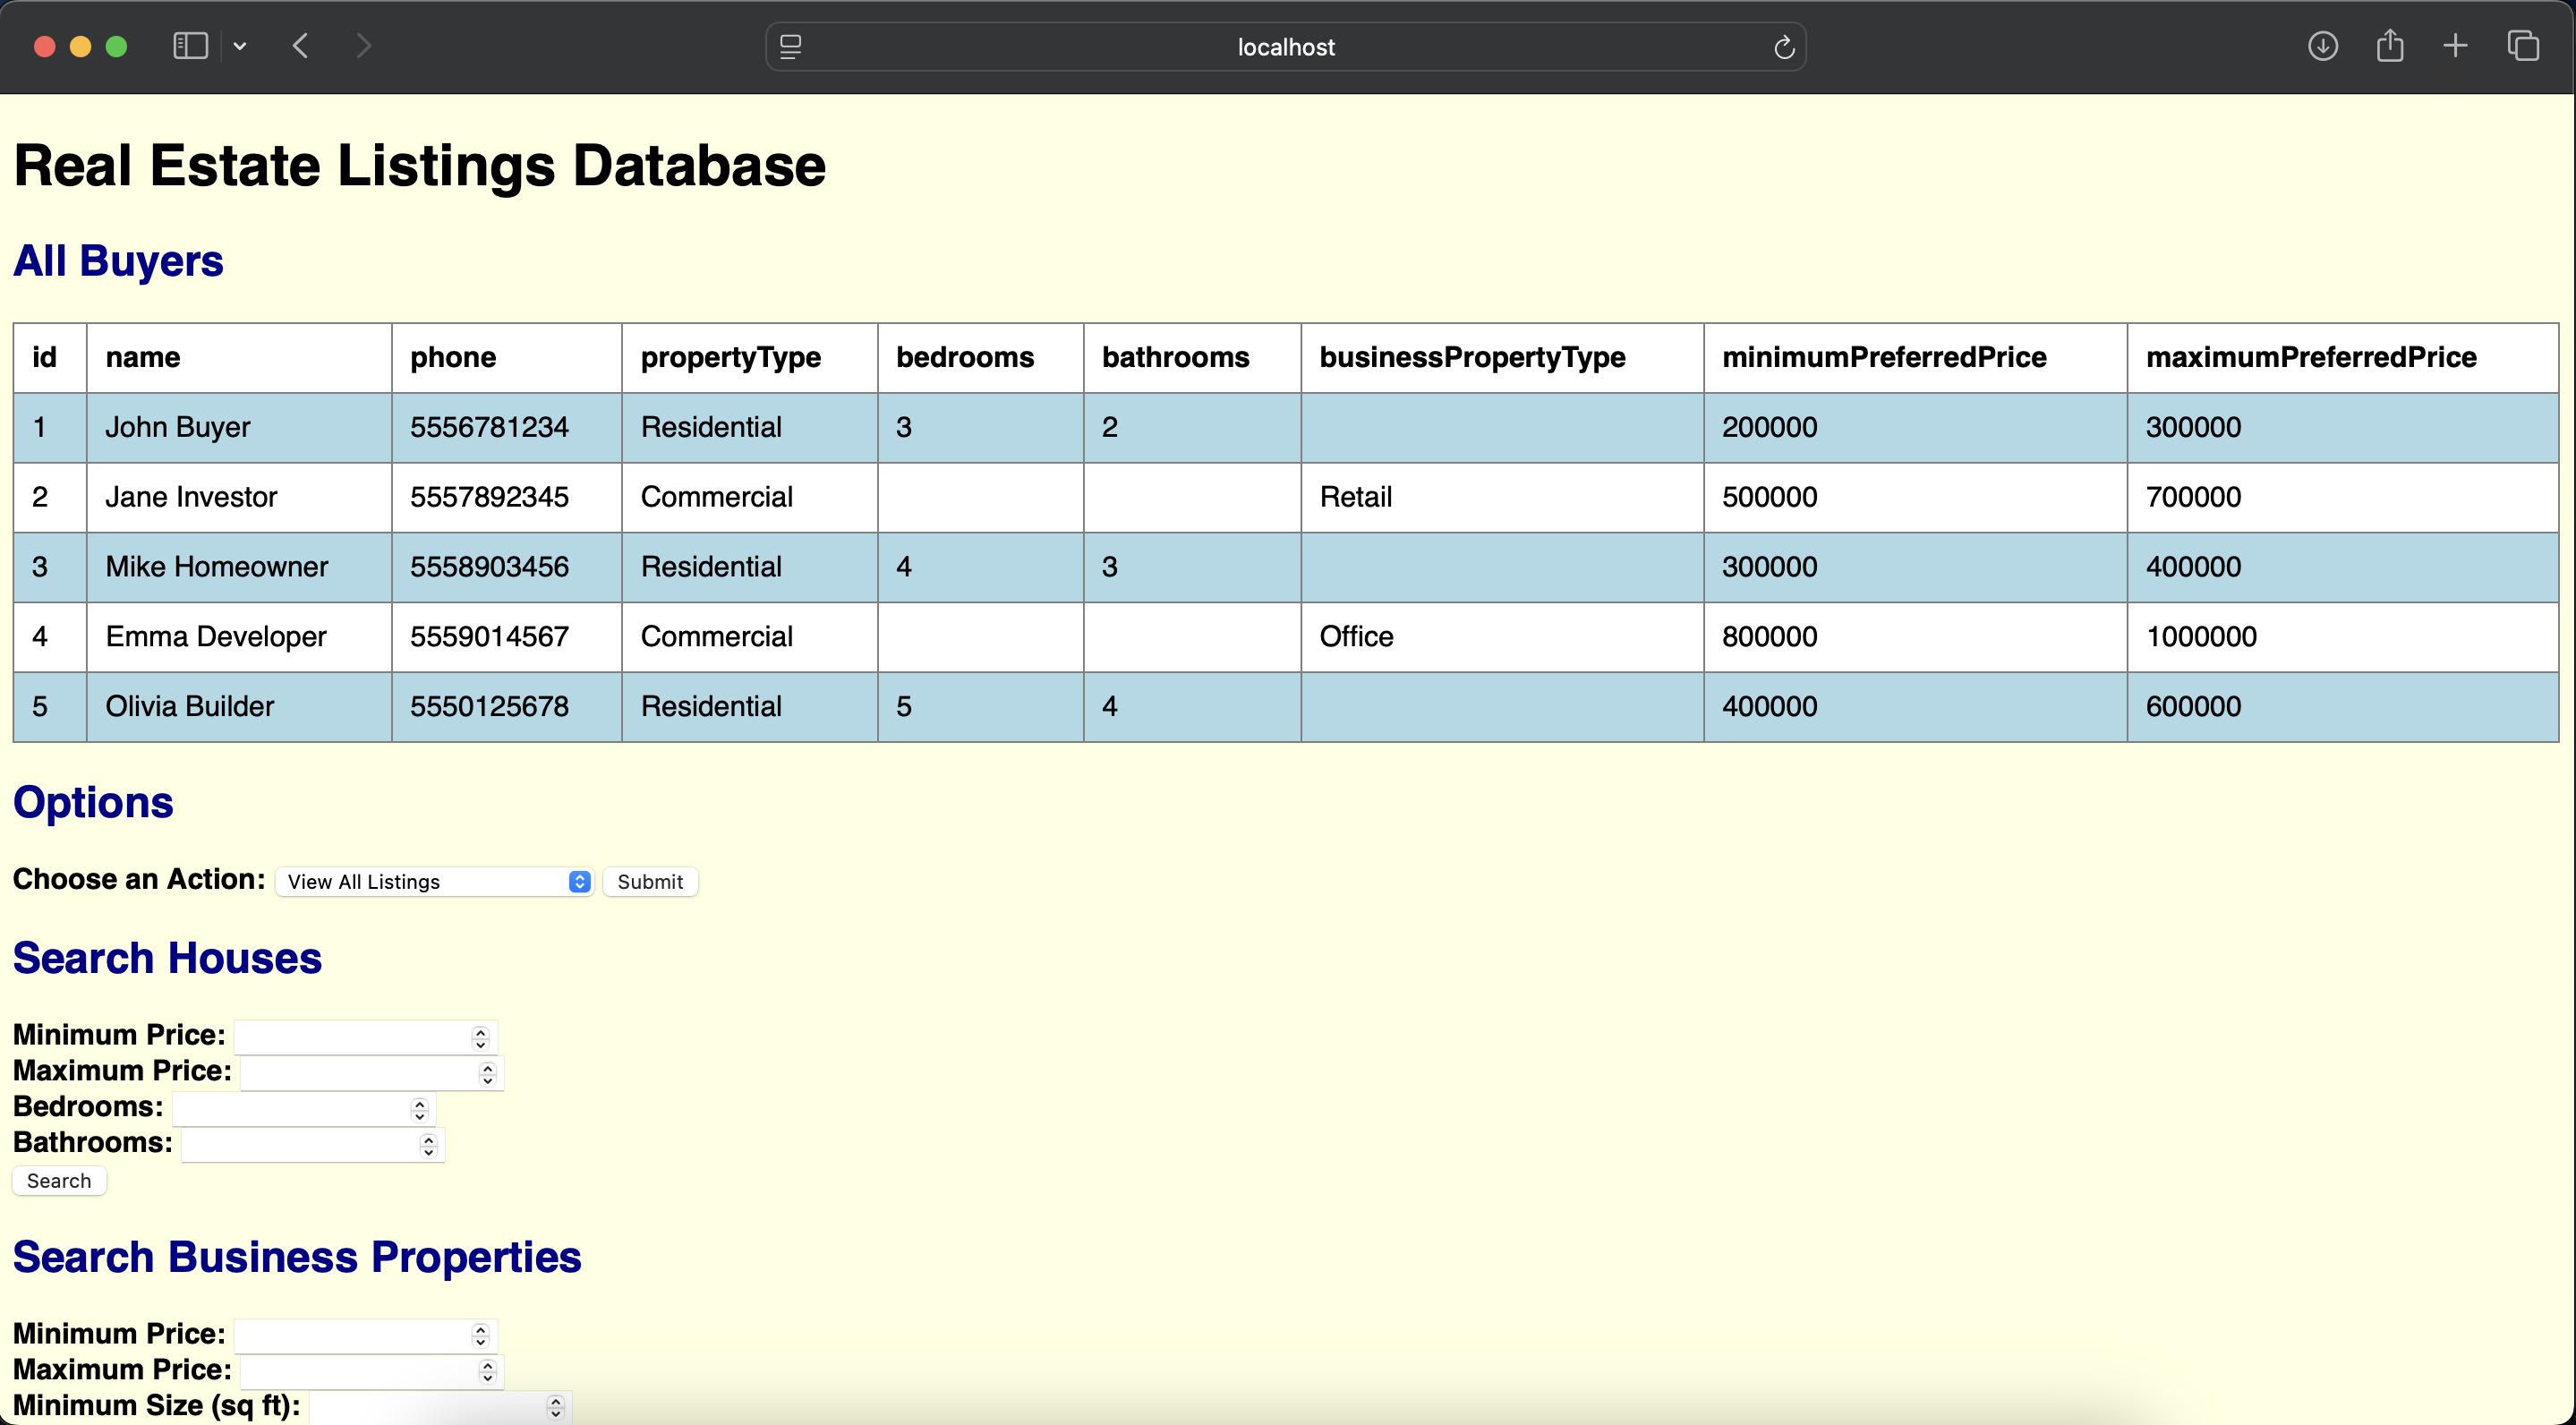 localhost
Real Estate Listings Database
All Buyers
id name phone propertyType bedrooms bathrooms businessPropertyType minimumPreferredPrice maximumPreferredPrice
1 John Buyer 5556781234 Residential 3 2 200000 300000
2 Jane Investor 5557892345 Commercial Retail 500000 700000
3 Mike Homeowner 5558903456 Residential 4 3 300000 400000
4 Emma Developer 5559014567 Commercial Office 800000 1000000
5 Olivia Builder 5550125678 Residential 5 4 400000 600000
Options
Choose an Action: View All Listings Submit
Search Houses
Minimum Price:
Maximum Price:
Bedrooms:
Bathrooms:
Search
Search Business Properties
Minimum Price:
Maximum Price:
Minimum Size (sq ft):